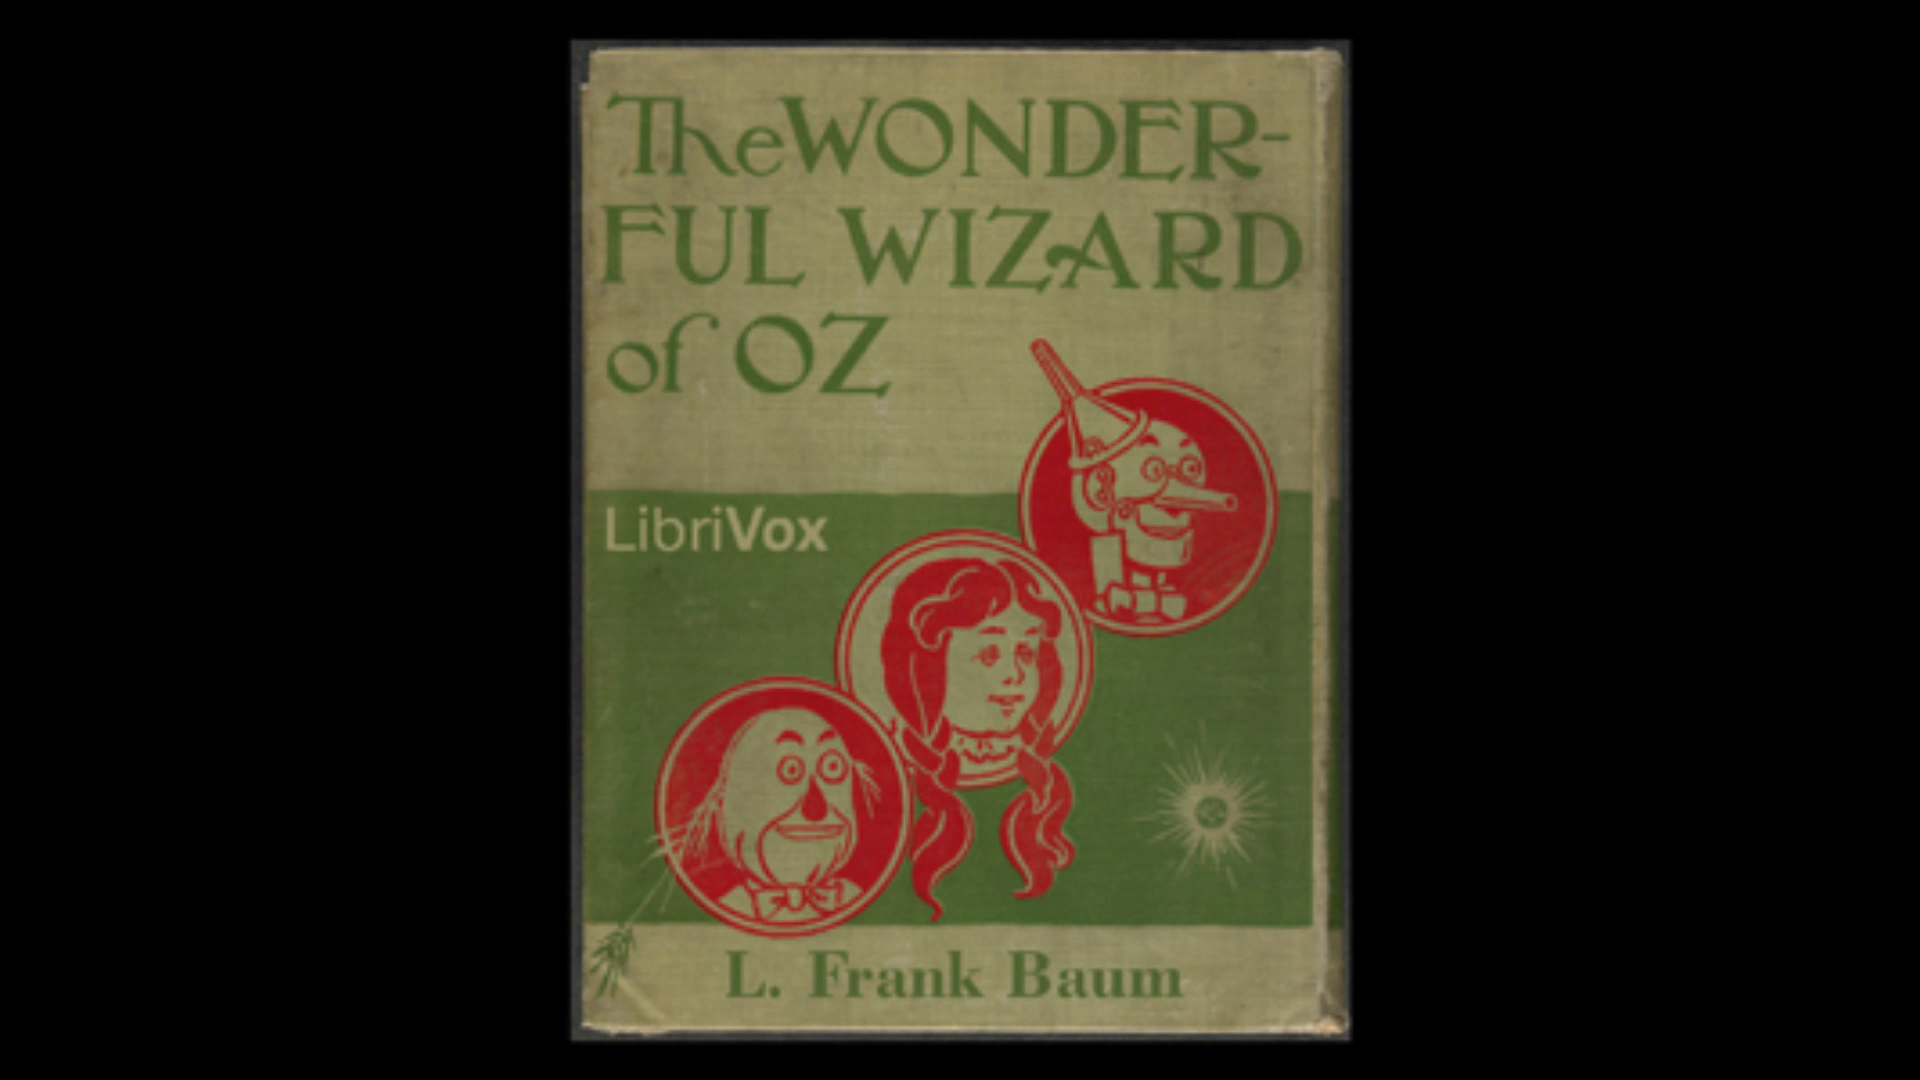 The WONDER-
FUL WIZARD
of OZ
LibriVox
L. Frank Baum